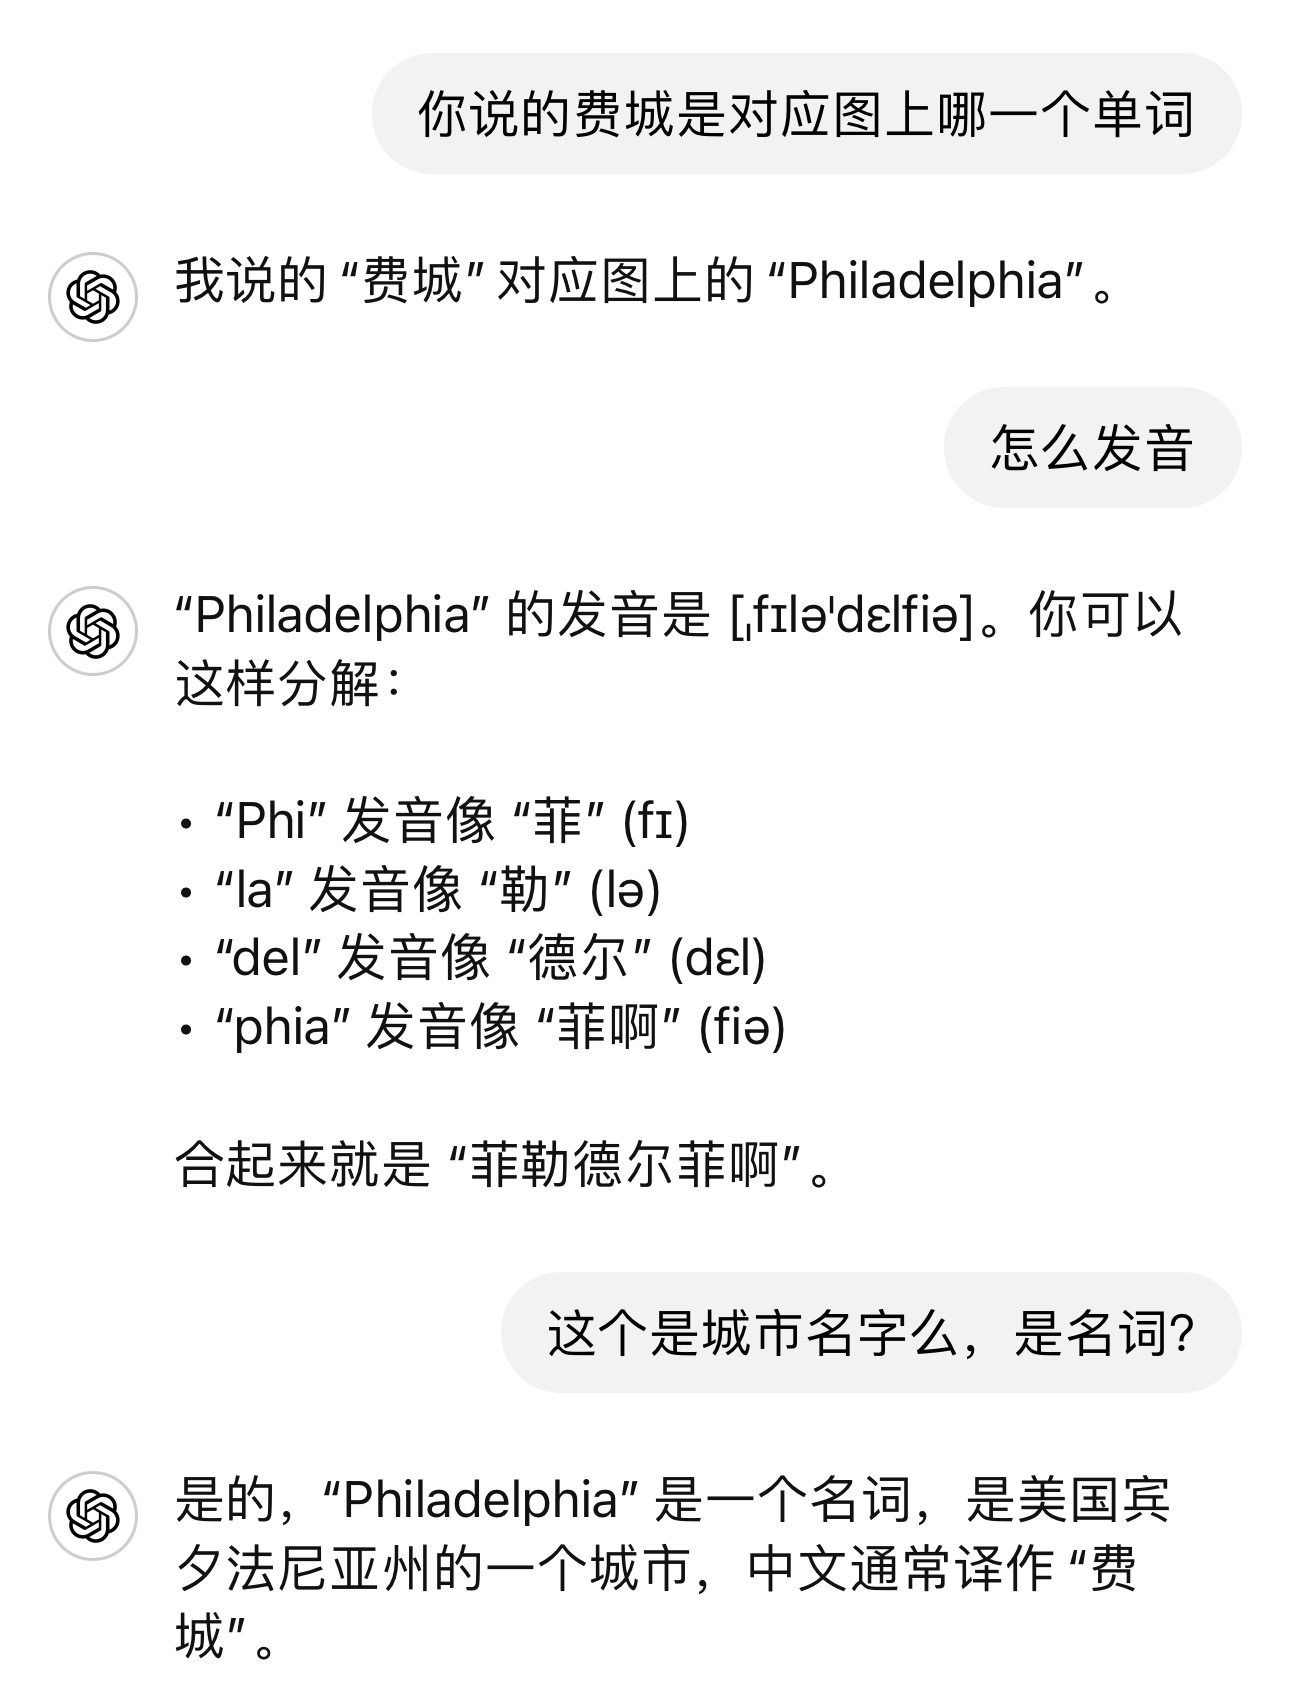 你说的费城是对应图上哪一个单词
我说的 “费城” 对应图上的 “Philadelphia”。
怎么发音
“Philadelphia” 的发音是 [ˌfɪləˈdɛlfiə]。你可以
这样分解：
• “Phi” 发音像 “菲” (fɪ)
• “la” 发音像 “勒” (lə)
• “del” 发音像 “德尔” (dɛl)
• “phia” 发音像 “菲啊” (fiə)
合起来就是 “菲勒德尔菲啊”。
这个是城市名字么，是名词?
是的，“Philadelphia” 是一个名词，是美国宾
夕法尼亚州的一个城市，中文通常译作 “费
城”。